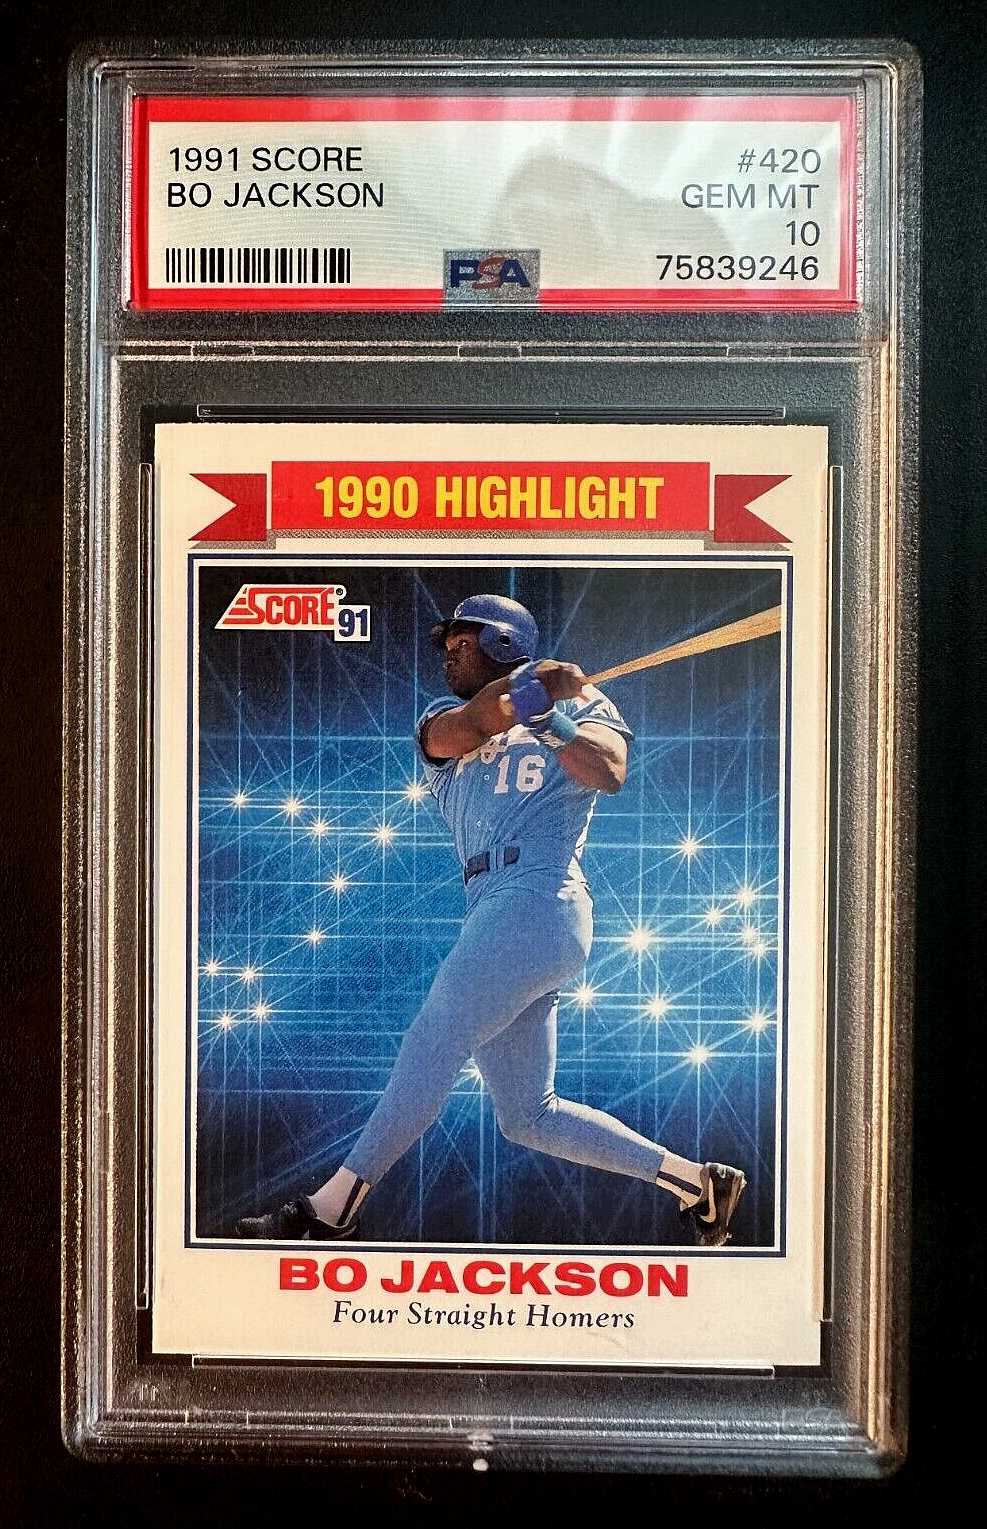 1991 SCORE
#420
BO JACKSON
GEM MT
10
PSA
75839246
1990 HIGHLIGHT
SCORE®
91
16
BO JACKSON
Four Straight Homers